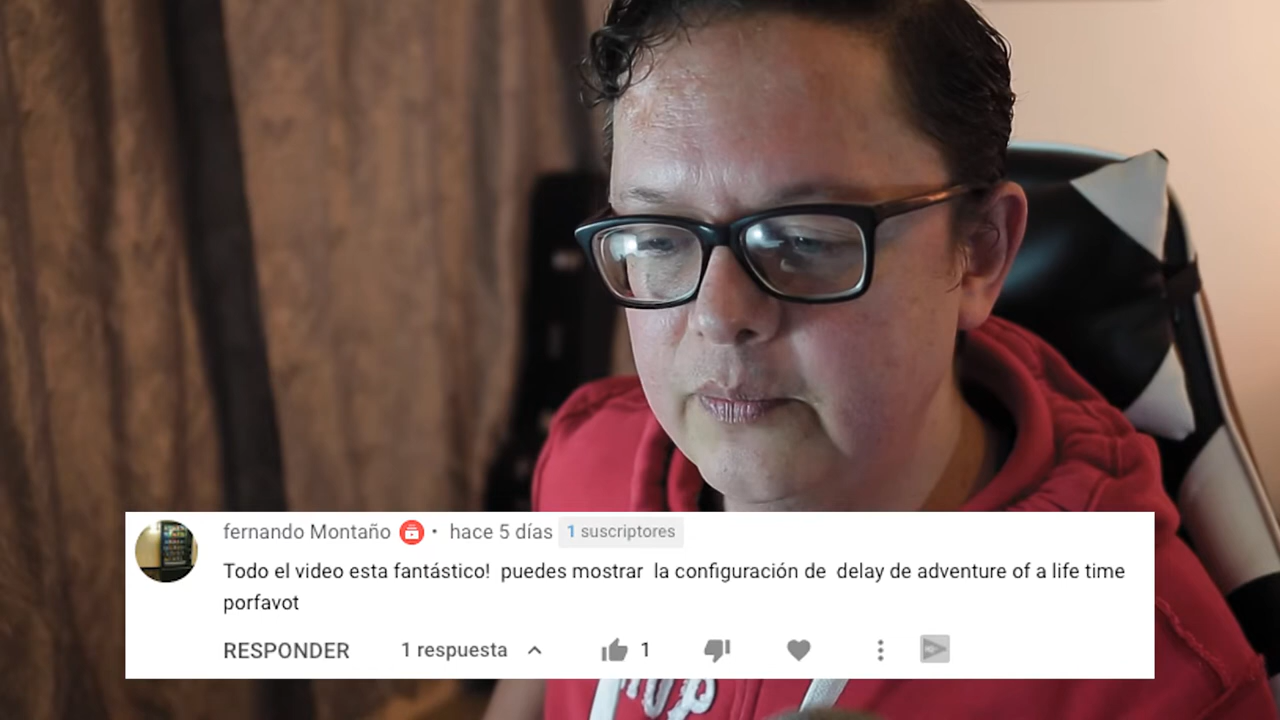 fernando Montaño · hace 5 días 1 suscriptores
Todo el video esta fantástico! puedes mostrar la configuración de delay de adventure of a life time
porfavot
RESPONDER 1 respuesta 1